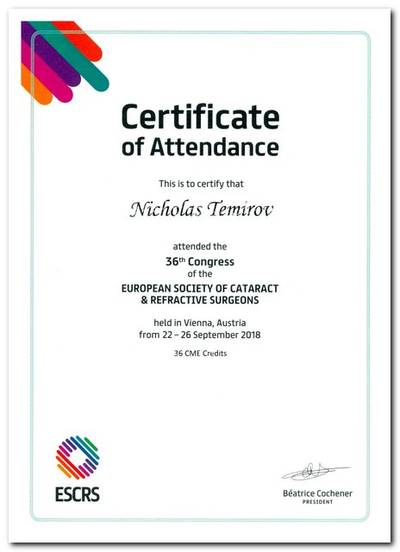 Certificate
of Attendance
This is to certify that
Nicholas Temirov
attended the
36th Congress
of the
EUROPEAN SOCIETY OF CATARACT
& REFRACTIVE SURGEONS
held in Vienna, Austria
from 22 – 26 September 2018
36 CME Credits
ESCRS
Béatrice Cochener
PRESIDENT